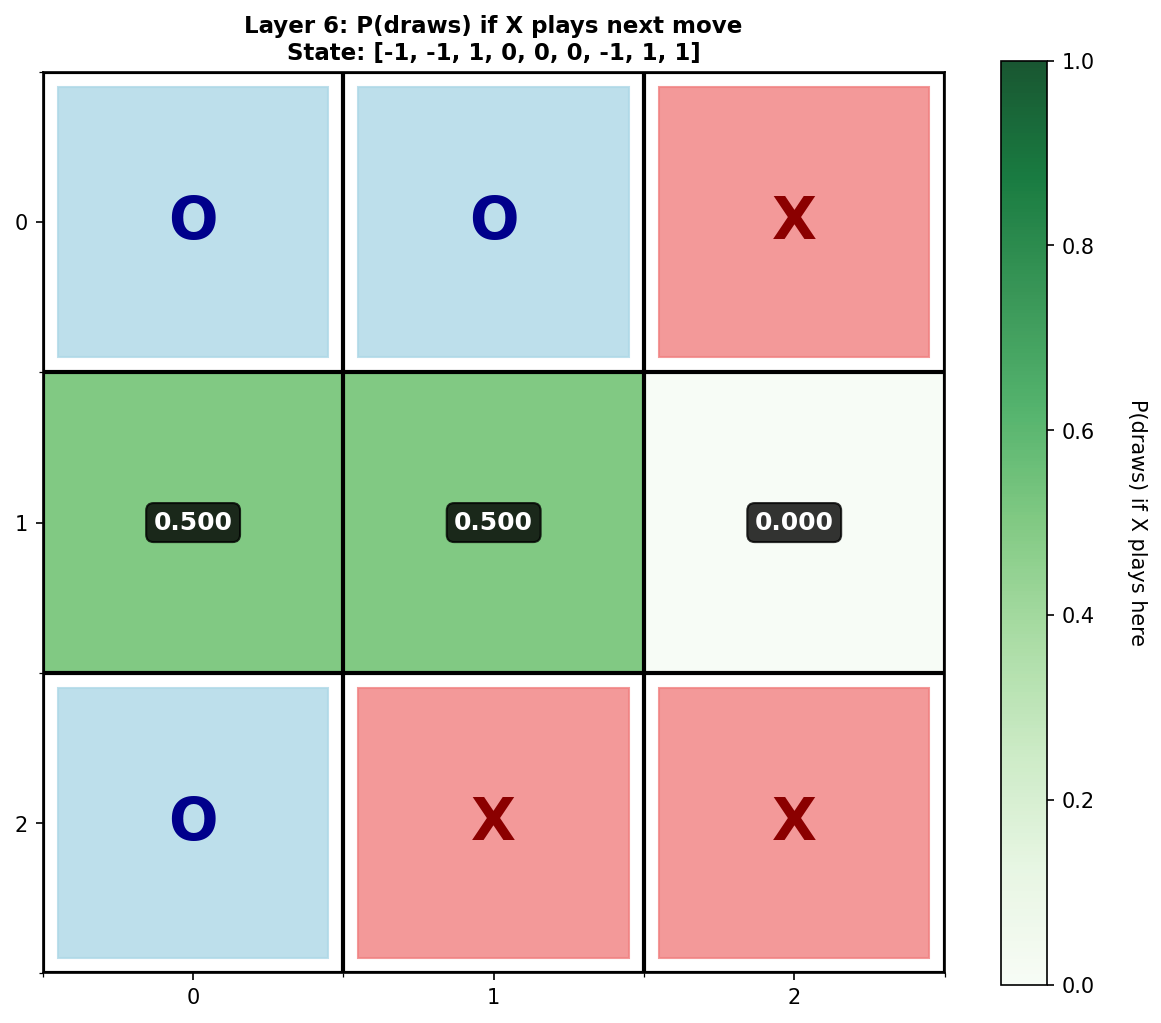 Layer 6: P(draws) if X plays next move
State: [-1, -1, 1, 0, 0, 0, -1, 1, 1]
1.0
0 O O X
0.8
0.6
1 0.500 0.500 0.000
P(draws) if X plays here
0.4
0.2
2 O X X
0.0
0 1 2